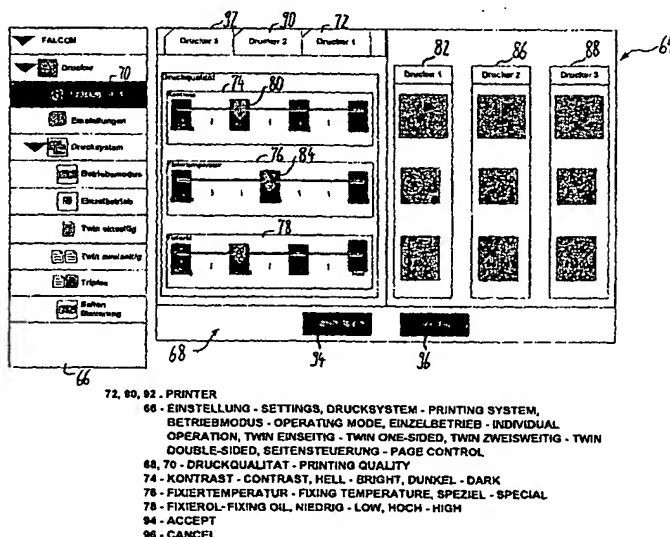 92 90 72
64
FALCOM
Drucker
70
Einstellungen
Drucksystem
Betriebsmodus
Einzelbetrieb
Twin einseitig
Twin zweiseitig
Triplex
Seiten
Steuerung
66
Drucker 3 Drucker 2 Drucker 1
Druckqualität
74 80
Kontrast
76 84
Fixiertemperatur
78
Fixieröl
82 86 88
Drucker 1 Drucker 2 Drucker 3
68 94 96
72, 80, 92 - PRINTER
66 - EINSTELLUNG - SETTINGS, DRUCKSYSTEM - PRINTING SYSTEM,
BETRIEBMODUS - OPERATING MODE, EINZELBETRIEB - INDIVIDUAL
OPERATION, TWIN EINSEITIG - TWIN ONE-SIDED, TWIN ZWEISWEITIG - TWIN
DOUBLE-SIDED, SEITENSTEUERUNG - PAGE CONTROL
68, 70 - DRUCKQUALITAT - PRINTING QUALITY
74 - KONTRAST - CONTRAST, HELL - BRIGHT, DUNKEL - DARK
76 - FIXIERTEMPERATUR - FIXING TEMPERATURE, SPEZIEL - SPECIAL
78 - FIXIEROL-FIXING OIL, NIEDRIG - LOW, HOCH - HIGH
94 - ACCEPT
96 - CANCEL